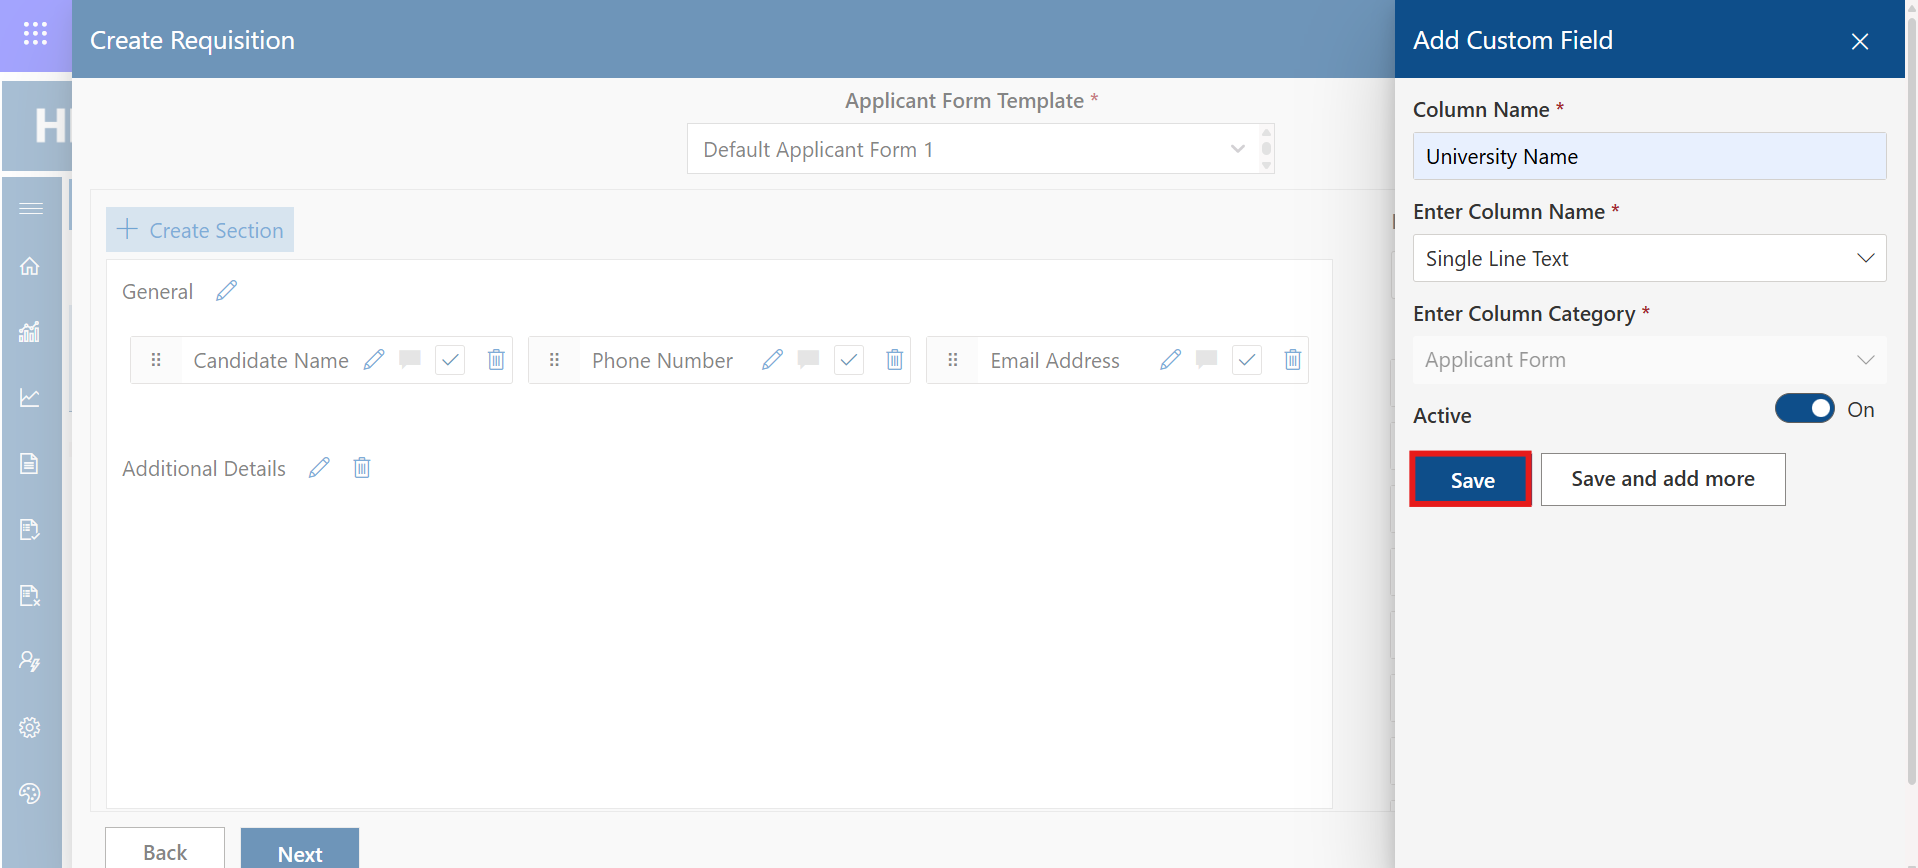 Create Requisition
Applicant Form Template *
Default Applicant Form 1
Create Section
General
Candidate Name
Phone Number
Email Address
Additional Details
Back
Next
Add Custom Field
Column Name *
University Name
Enter Column Name *
Single Line Text
Enter Column Category *
Applicant Form
Active
On
Save
Save and add more